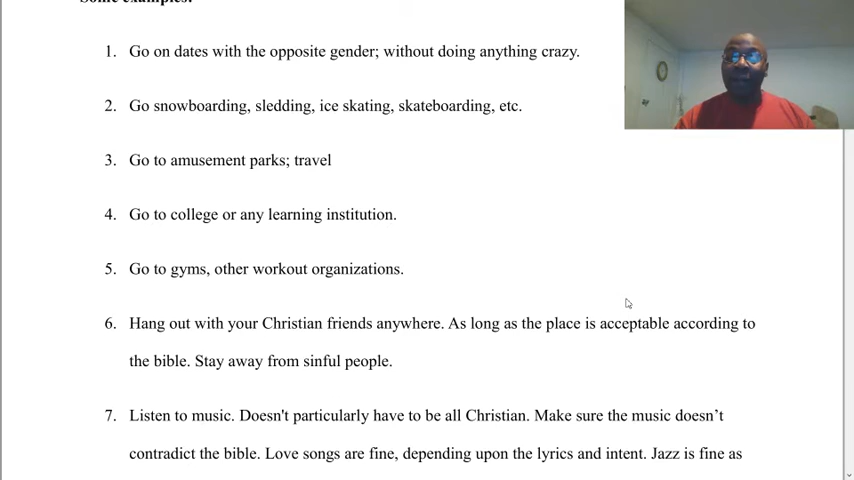 Some examples:
1. Go on dates with the opposite gender; without doing anything crazy.
2. Go snowboarding, sledding, ice skating, skateboarding, etc.
3. Go to amusement parks; travel
4. Go to college or any learning institution.
5. Go to gyms, other workout organizations.
6. Hang out with your Christian friends anywhere. As long as the place is acceptable according to
the bible. Stay away from sinful people.
7. Listen to music. Doesn't particularly have to be all Christian. Make sure the music doesn’t
contradict the bible. Love songs are fine, depending upon the lyrics and intent. Jazz is fine as